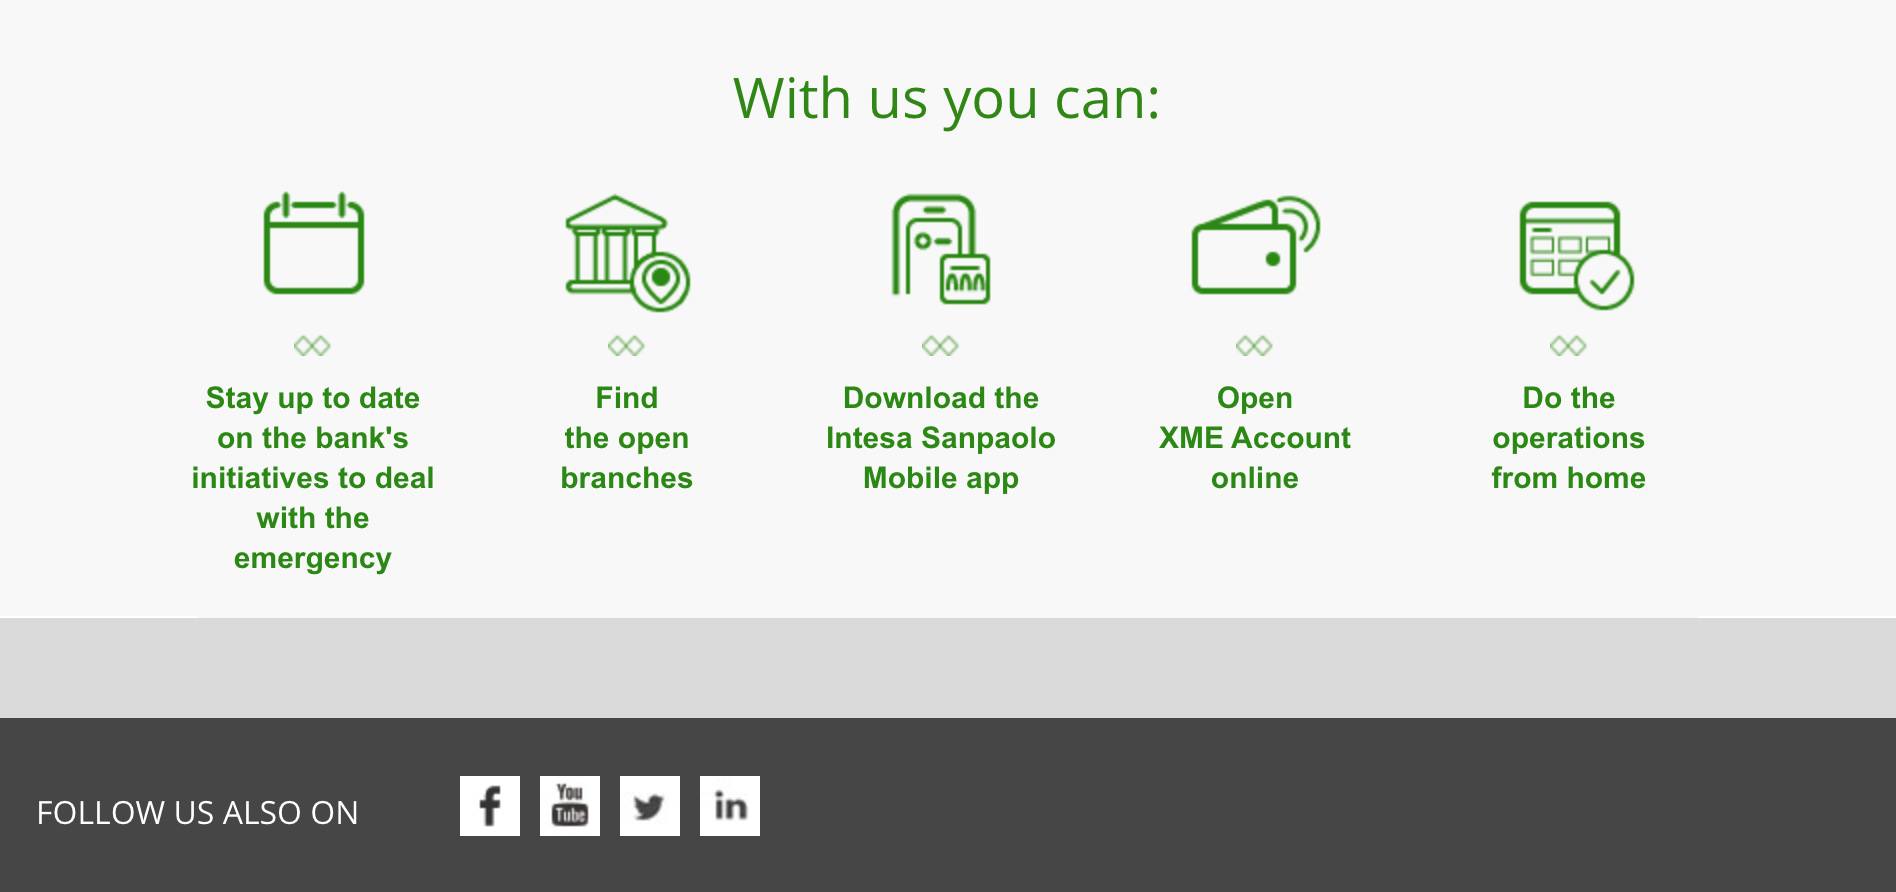 With us you can:
Stay up to date
on the bank's
initiatives to deal
with the
emergency
Find
the open
branches
Download the
Intesa Sanpaolo
Mobile app
Open
XME Account
online
Do the
operations
from home
FOLLOW US ALSO ON
f
You
Tube
in